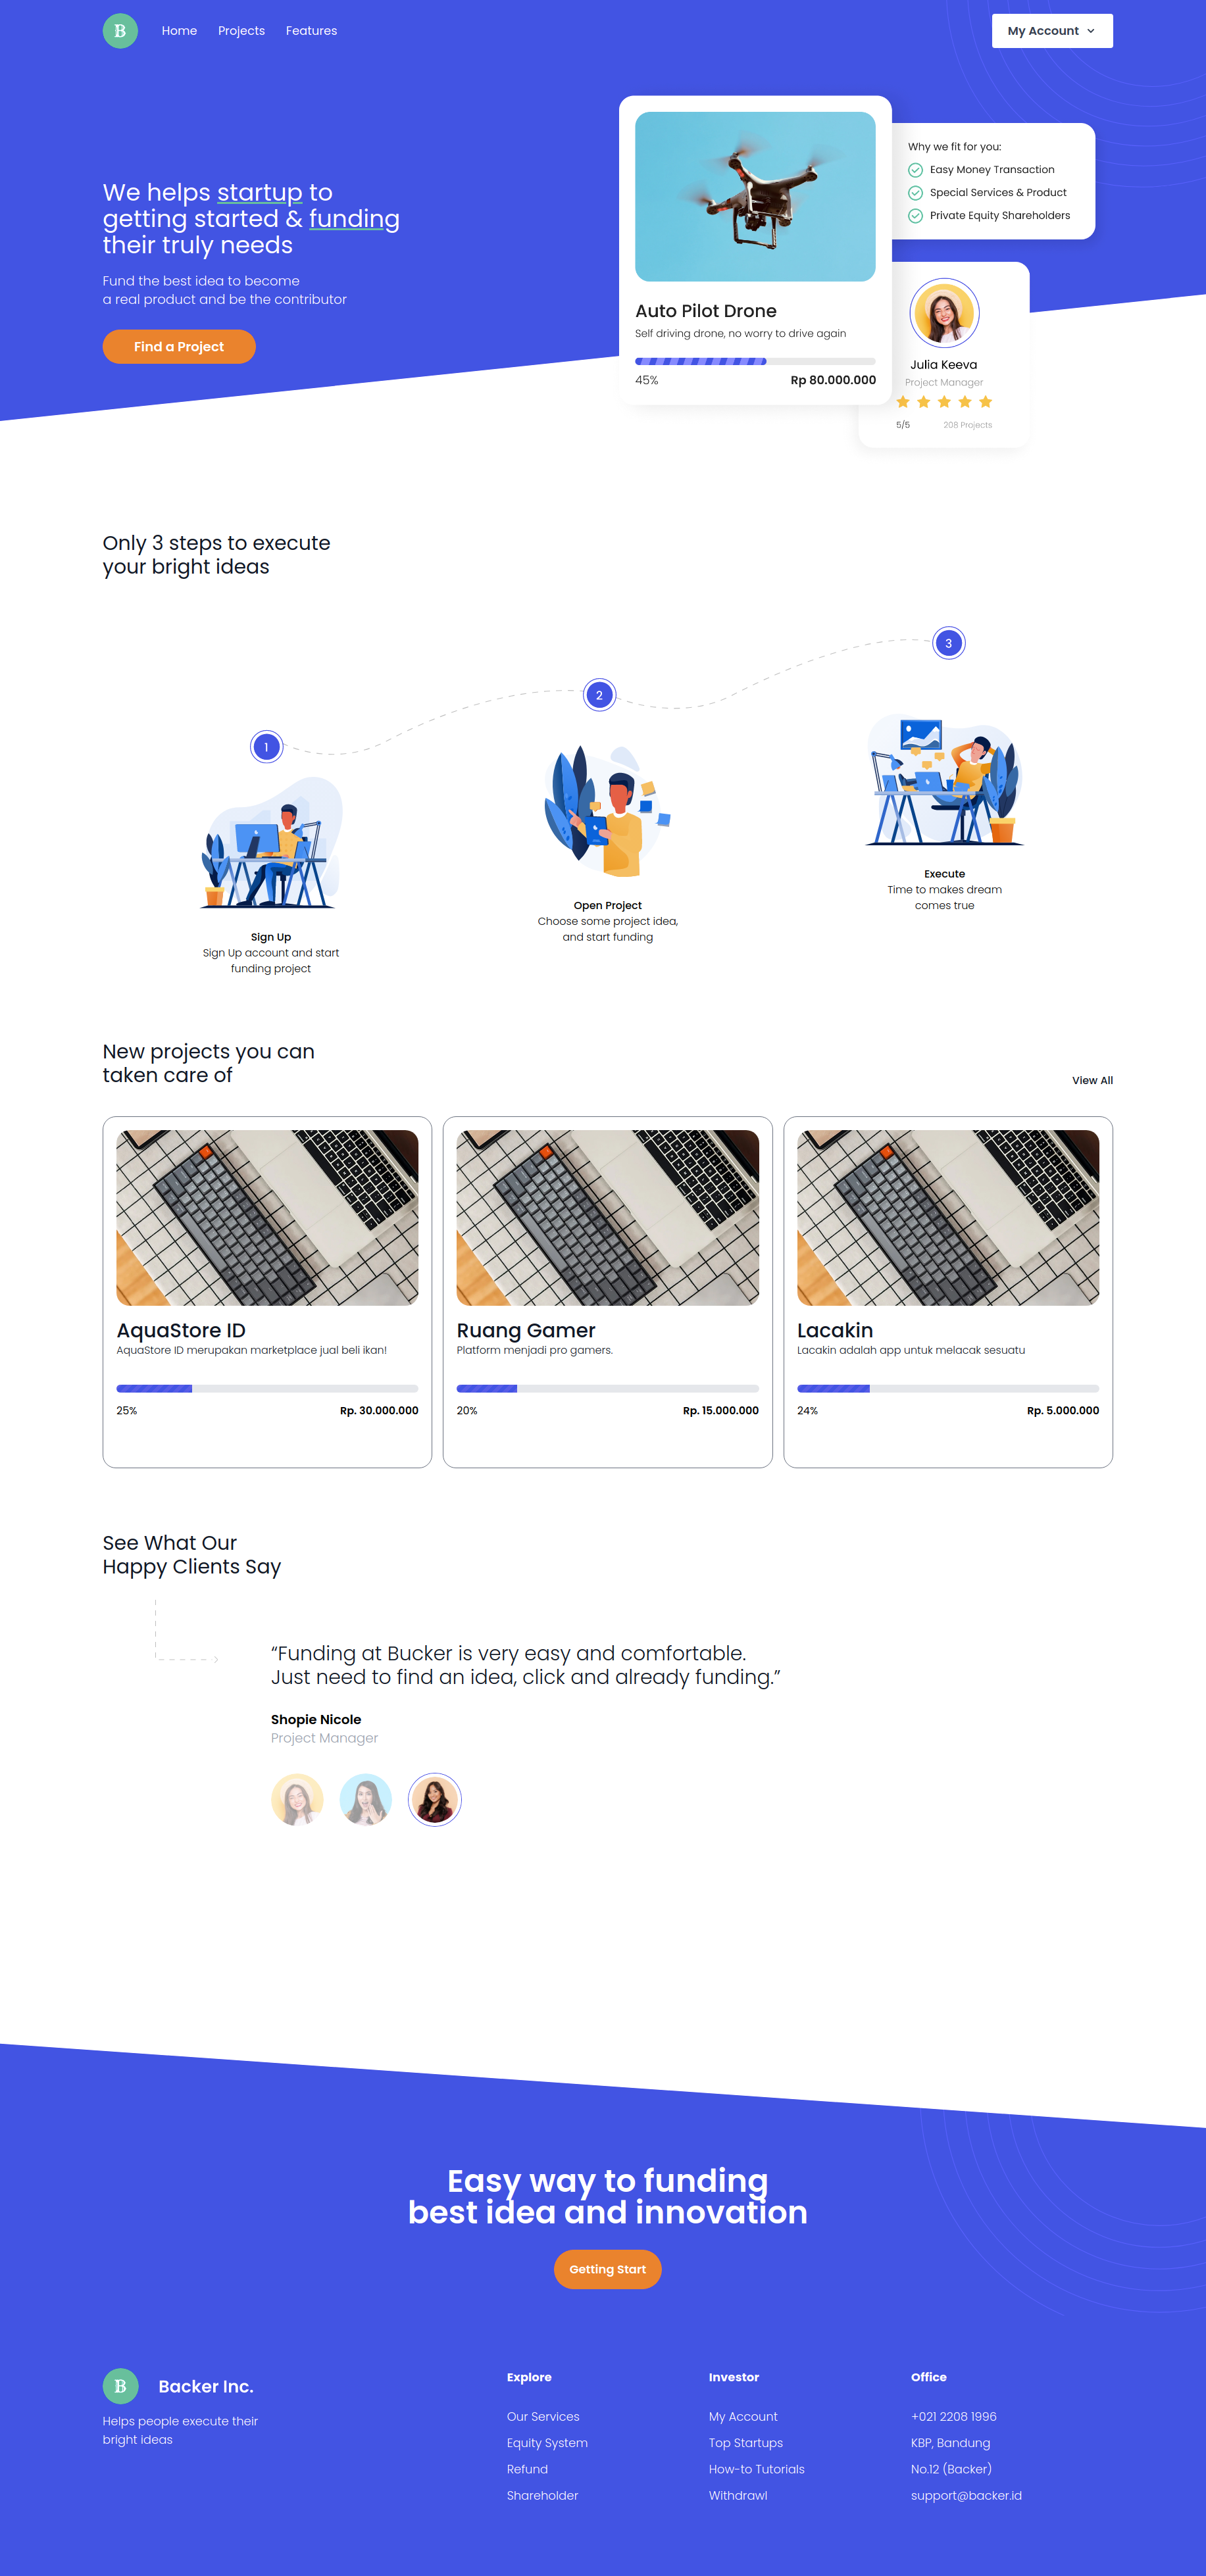 B
Home
Projects
Features
My Account
We helps startup to
getting started & funding
their truly needs
Fund the best idea to become
a real product and be the contributor
Find a Project
Auto Pilot Drone
Self driving drone, no worry to drive again
45%
Rp 80.000.000
Why we fit for you:
Easy Money Transaction
Special Services & Product
Private Equity Shareholders
Julia Keeva
Project Manager
5/5
208 Projects
Only 3 steps to execute
your bright ideas
1
2
3
Sign Up
Sign Up account and start
funding project
Open Project
Choose some project idea,
and start funding
Execute
Time to makes dream
comes true
New projects you can
taken care of
View All
AquaStore ID
AquaStore ID merupakan marketplace jual beli ikan!
25%
Rp. 30.000.000
Ruang Gamer
Platform menjadi pro gamers.
20%
Rp. 15.000.000
Lacakin
Lacakin adalah app untuk melacak sesuatu
24%
Rp. 5.000.000
See What Our
Happy Clients Say
“Funding at Bucker is very easy and comfortable.
Just need to find an idea, click and already funding.”
Shopie Nicole
Project Manager
Easy way to funding
best idea and innovation
Getting Start
B
Backer Inc.
Helps people execute their
bright ideas
Explore
Our Services
Equity System
Refund
Shareholder
Investor
My Account
Top Startups
How-to Tutorials
Withdrawl
Office
+021 2208 1996
KBP, Bandung
No.12 (Backer)
support@backer.id